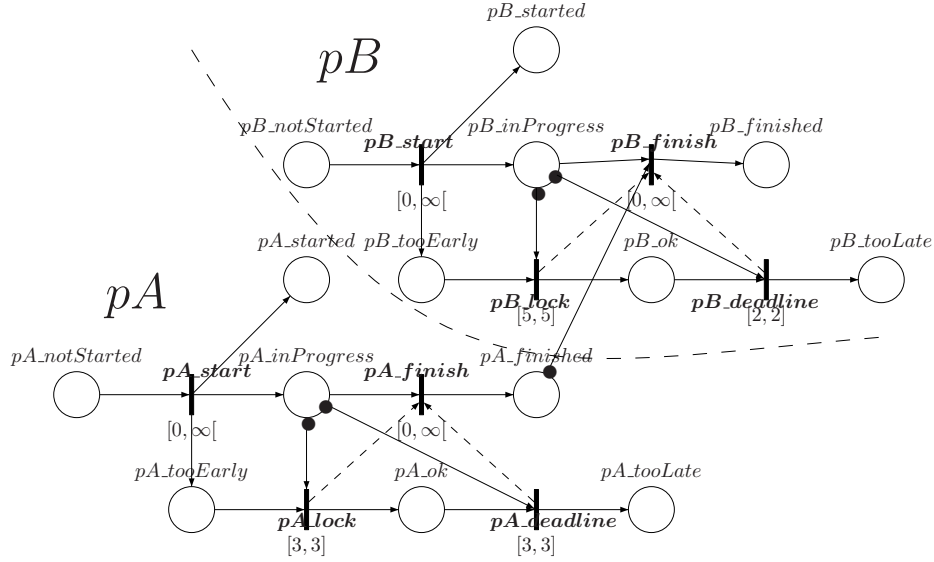 pB_started
pB
pB_notStarted
pB_start
pB_inProgress
pB_finish
pB_finished
[0, ∞[
[0, ∞[
pA_started
pB_tooEarly
pB_ok
pB_tooLate
pA
pB_lock
pB_deadline
[5, 5]
[2, 2]
pA_notStarted
pA_start
pA_inProgress
pA_finish
pA_finished
[0, ∞[
[0, ∞[
pA_tooEarly
pA_ok
pA_tooLate
pA_lock
pA_deadline
[3, 3]
[3, 3]